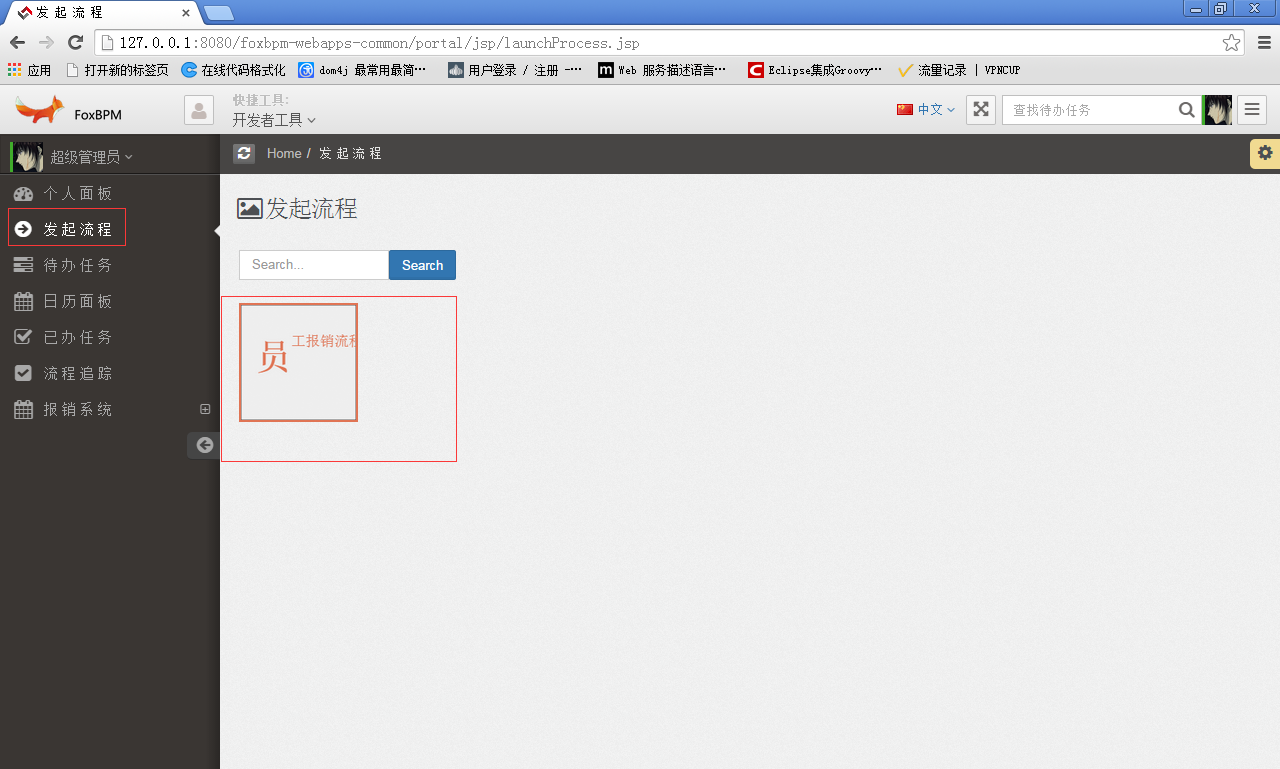 发 起 流 程
127.0.0.1:8080/foxbpm-webapps-common/portal/jsp/launchProcess.jsp
应用 打开新的标签页 在线代码格式化 dom4j 最常用最简… 用户登录 / 注册 -… Web 服务描述语言… Eclipse集成Groovy… 流量记录 | VPNCUP
FoxBPM
快捷工具:
开发者工具
中文
查找待办任务
超级管理员
Home / 发 起 流 程
个人面板
发起流程
待办任务
日历面板
已办任务
流程追踪
报销系统
发起流程
Search...
Search
员工报销流程